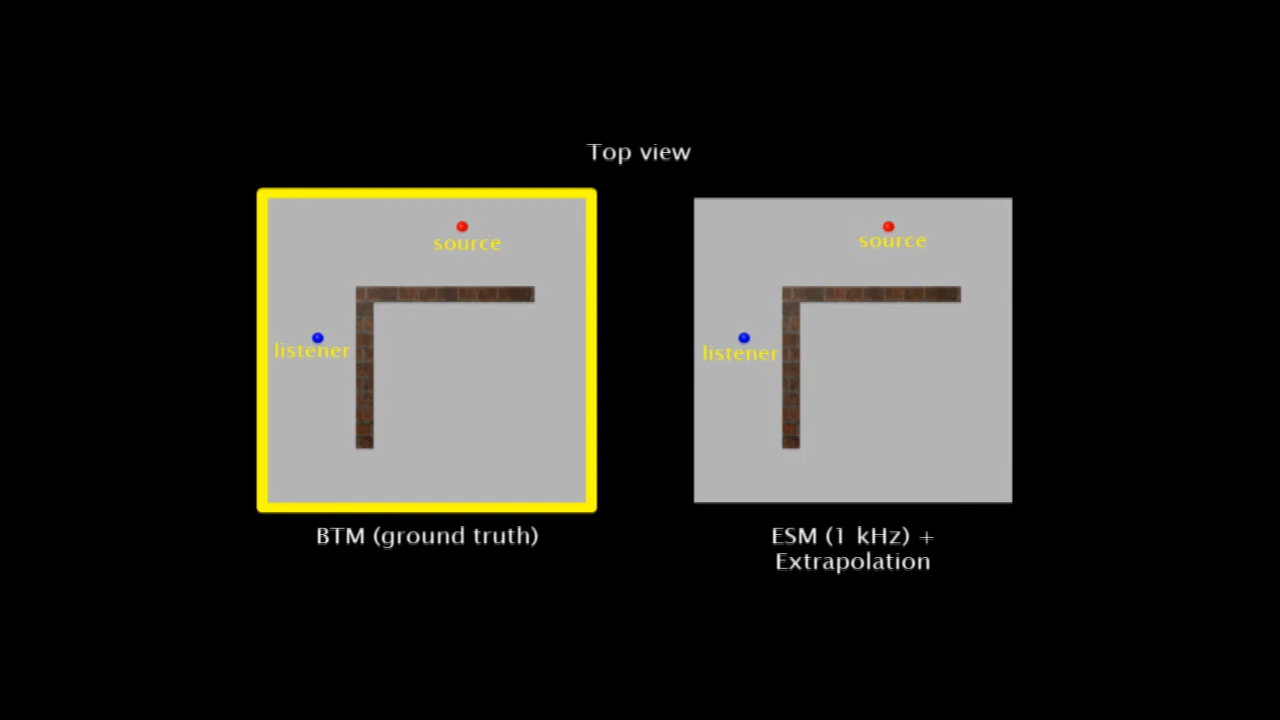 Top view
source
listener
BTM (ground truth)
source
listener
ESM (1 kHz) +
Extrapolation